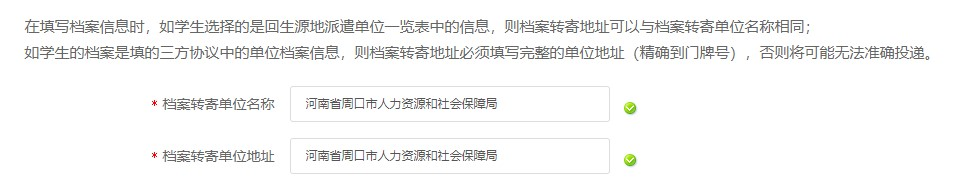 在填写档案信息时，如学生选择的是回生源地派遣单位一览表中的信息，则档案转寄地址可以与档案转寄单位名称相同；
如学生的档案是填的三方协议中的单位档案信息，则档案转寄地址必须填写完整的单位地址（精确到门牌号），否则将可能无法准确投递。
* 档案转寄单位名称 河南省周口市人力资源和社会保障局
* 档案转寄单位地址 河南省周口市人力资源和社会保障局